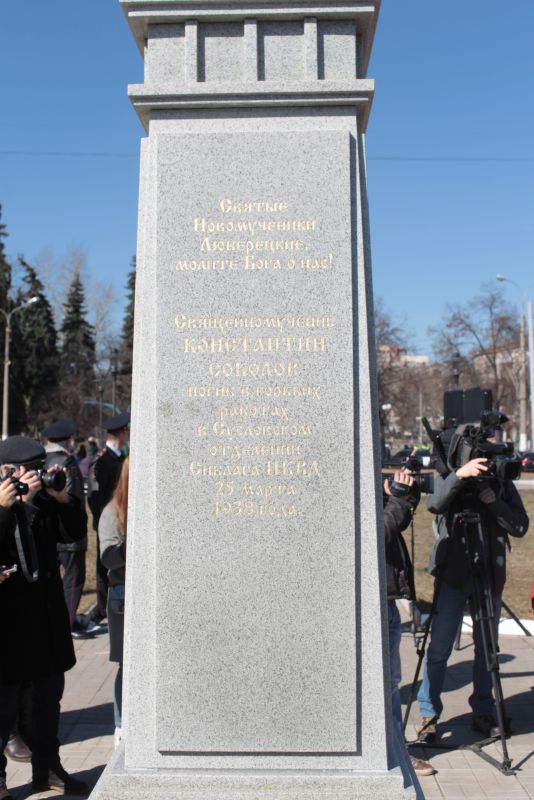 Святые
Новомученики
Люберецкие,
молите Бога о нас!
Священномученик
КОНСТАНТИН
СОКОЛОВ
погиб в горьких
работах
в Сусловском
отделении
Сиблага НКВД
25 марта
1938 года.